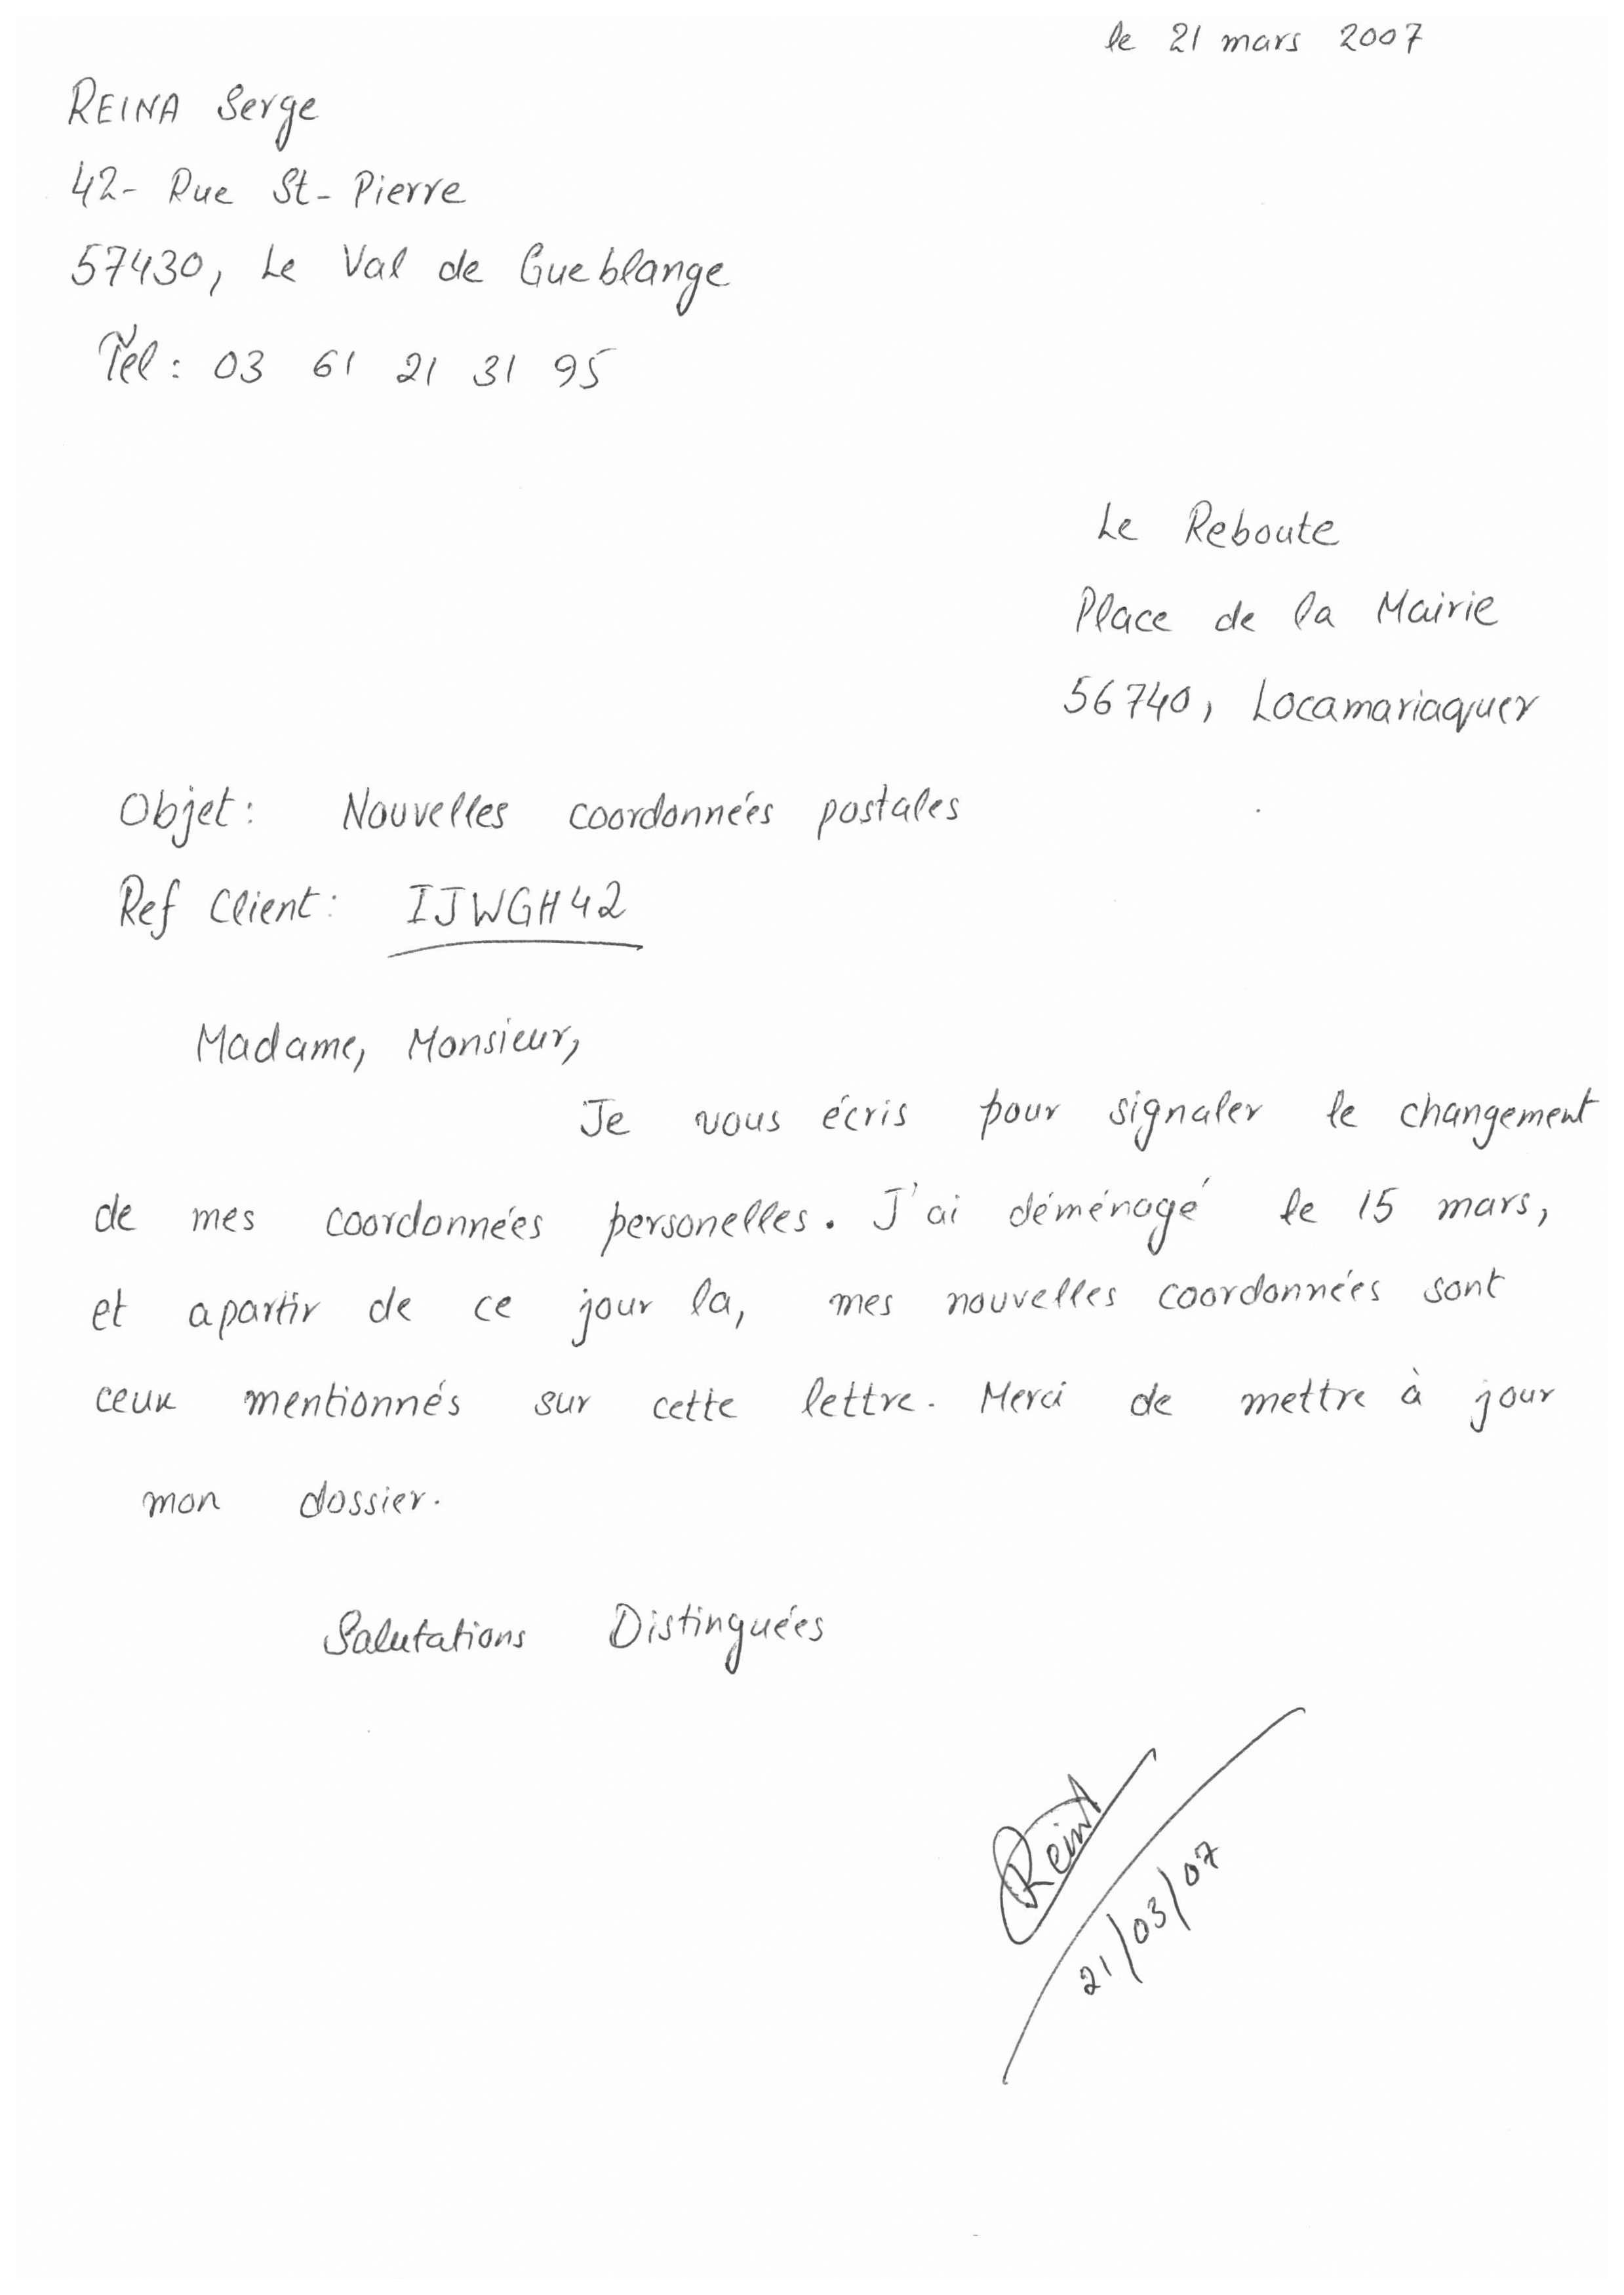 le 21 mars 2007
REINA Serge
42- Rue St-Pierre
57430, Le Val de Gueblange
Tél : 03 61 21 31 95
Le Reboute
Place de la Mairie
56740, Locamariaquer
Objet : Nouvelles coordonnées postales
Ref Client : IJWGH42
Madame, Monsieur,
Je vous écris pour signaler le changement
de mes coordonnées personelles. J'ai déménagé le 15 mars,
et apartir de ce jour la, mes nouvelles coordonnées sont
ceux mentionnés sur cette lettre. Merci de mettre à jour
mon dossier.
Salutations Distinguées
ReinA
21/03/07